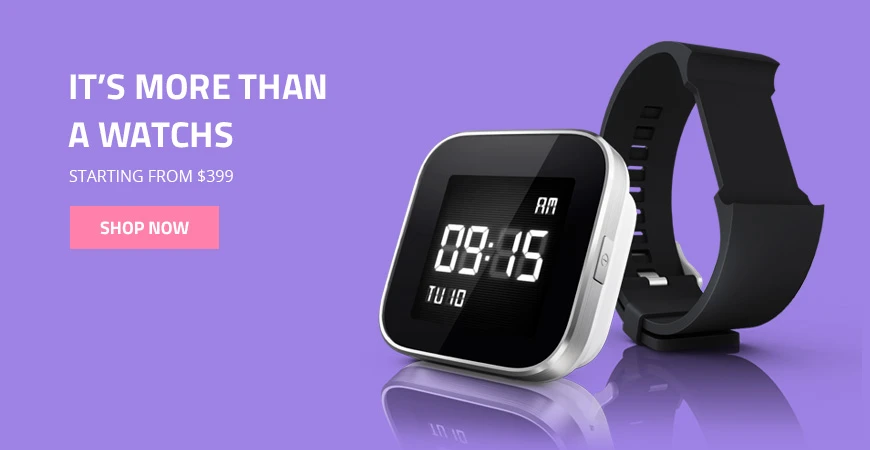 IT'S MORE THAN
A WATCHS
STARTING FROM $399
SHOP NOW
AM
09:15
TU 10